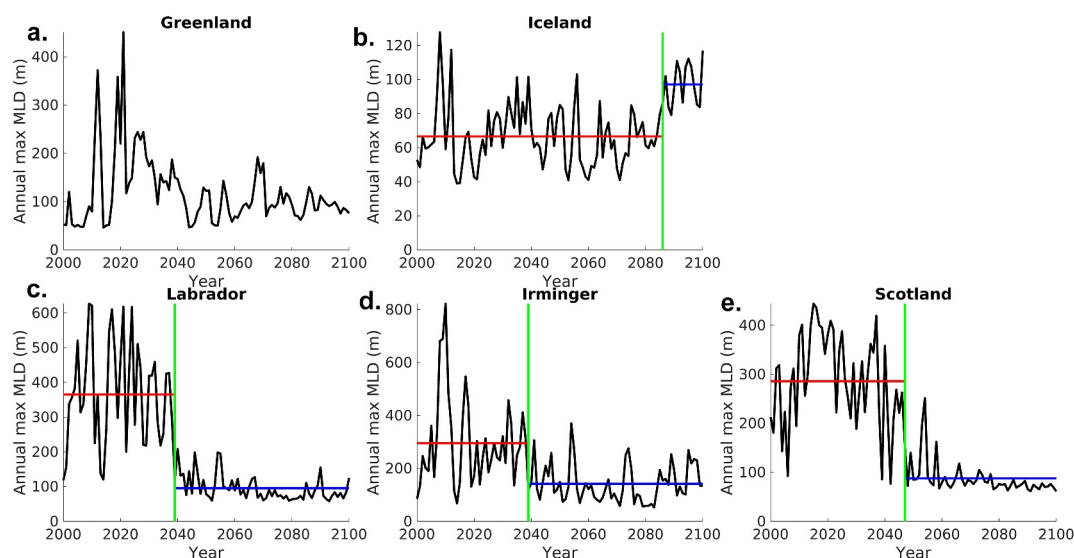 a.
Greenland
Annual max MLD (m)
400
300
200
100
0
2000 2020 2040 2060 2080 2100
Year
b.
Iceland
Annual max MLD (m)
120
100
80
60
40
20
0
2000 2020 2040 2060 2080 2100
Year
c.
Labrador
Annual max MLD (m)
600
500
400
300
200
100
0
2000 2020 2040 2060 2080 2100
Year
d.
Irminger
Annual max MLD (m)
800
600
400
200
0
2000 2020 2040 2060 2080 2100
Year
e.
Scotland
Annual max MLD (m)
400
300
200
100
0
2000 2020 2040 2060 2080 2100
Year